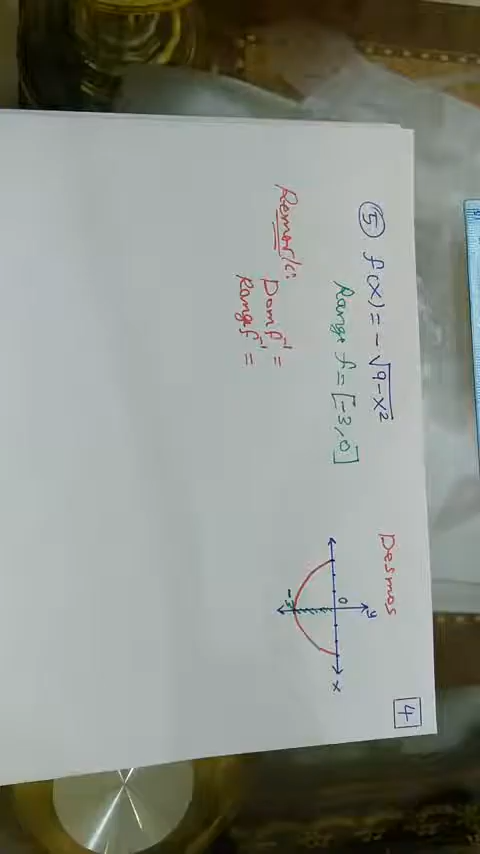 4
⑤ f(x) = -√(9-x²)
Range f = [-3, 0]
Desmos
y
0
x
-3
Remark:
Dom f⁻¹ =
Range f⁻¹ =